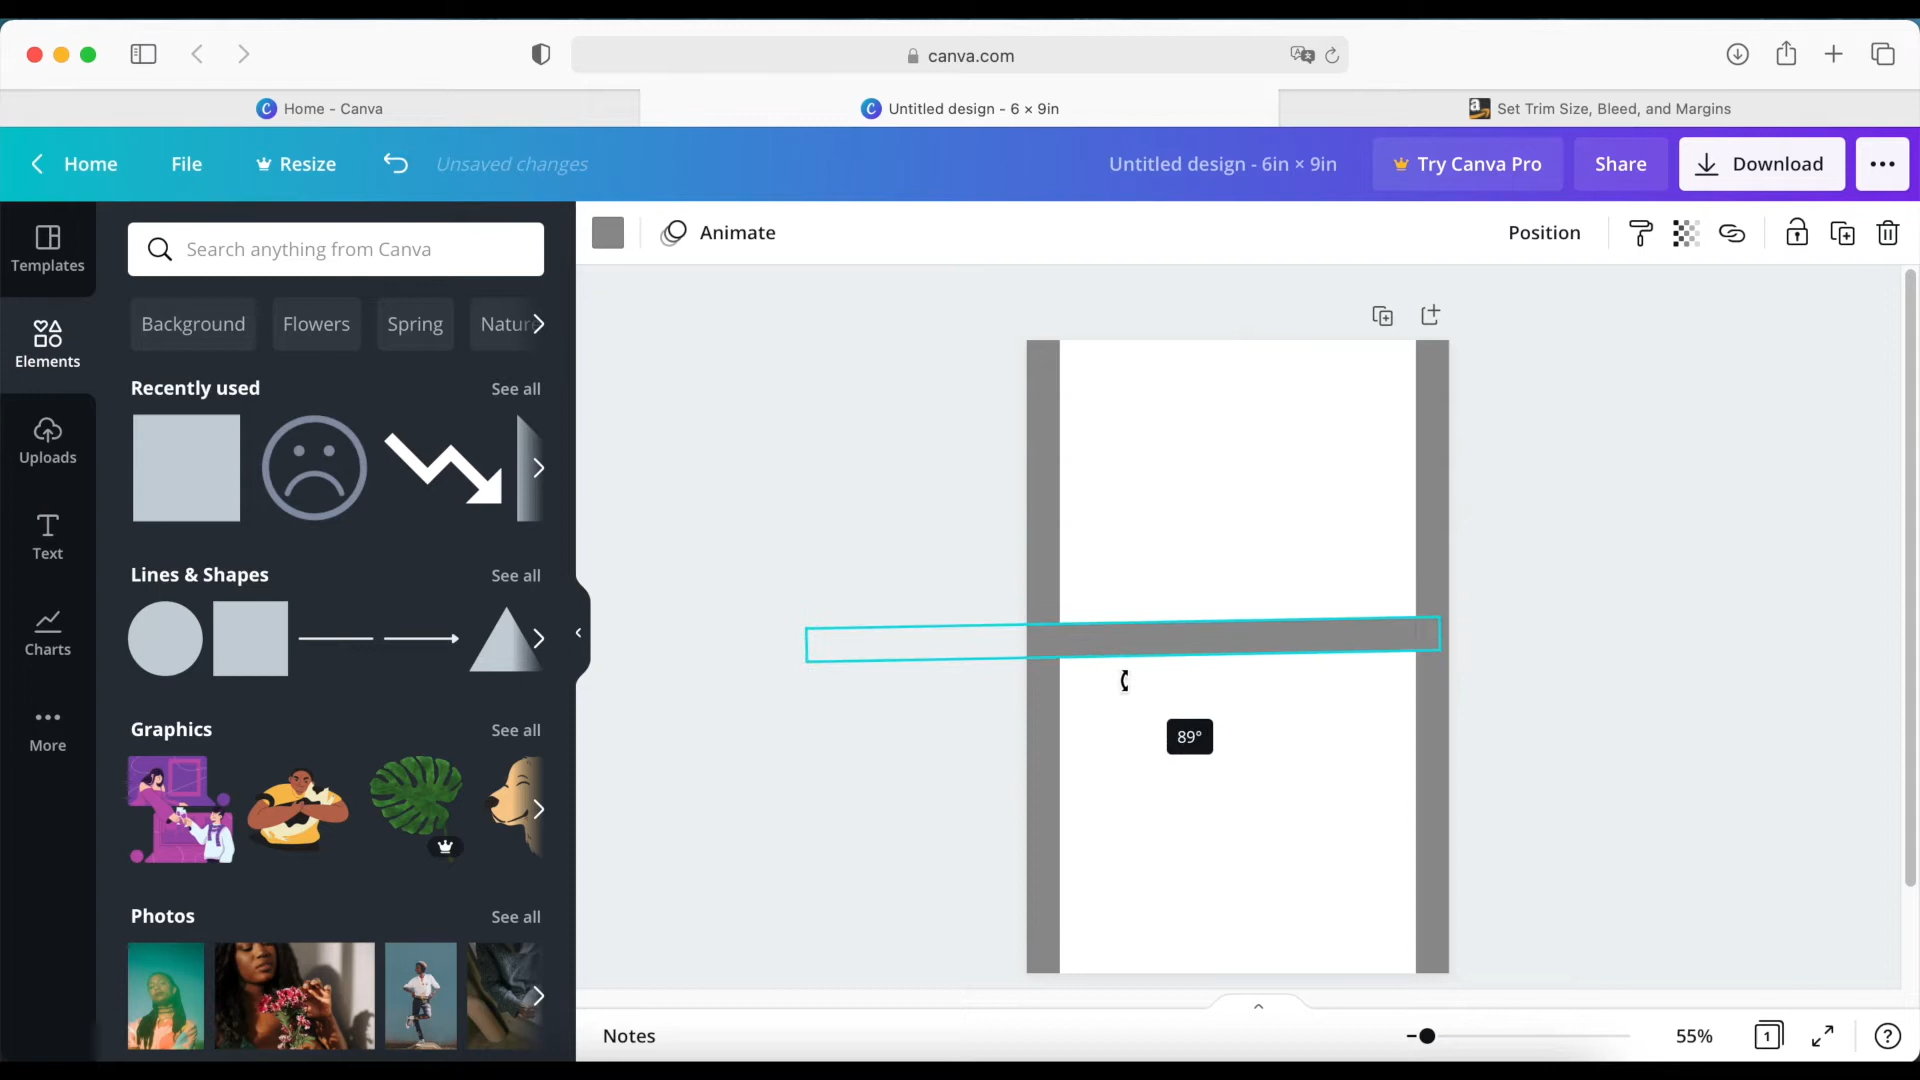 canva.com
Home - Canva
Untitled design - 6 × 9in
Set Trim Size, Bleed, and Margins
Home
File
Resize
Unsaved changes
Untitled design - 6in × 9in
Try Canva Pro
Share
Download
Templates
Elements
Uploads
Text
Charts
More
Search anything from Canva
Background
Flowers
Spring
Natur
Recently used
See all
Lines & Shapes
See all
Graphics
See all
Photos
See all
Animate
Position
89°
Notes
55%
1